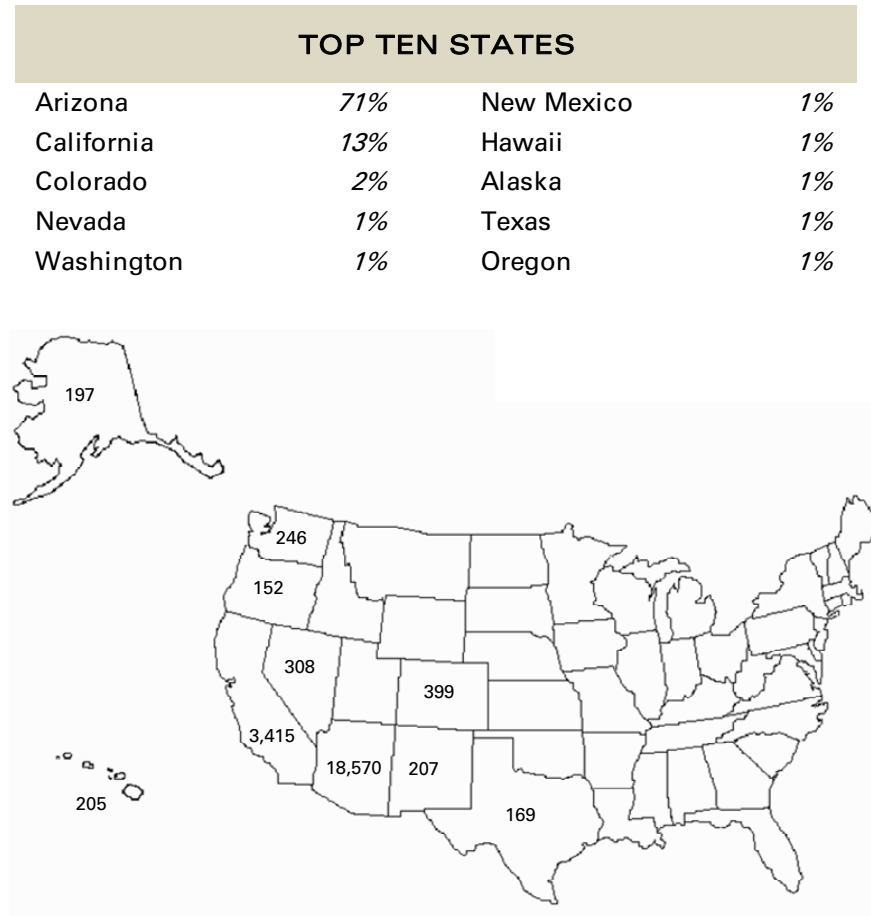 TOP TEN STATES
Arizona 71% New Mexico 1%
California 13% Hawaii 1%
Colorado 2% Alaska 1%
Nevada 1% Texas 1%
Washington 1% Oregon 1%
197
246
152
308
399
3,415
18,570 207
205
169